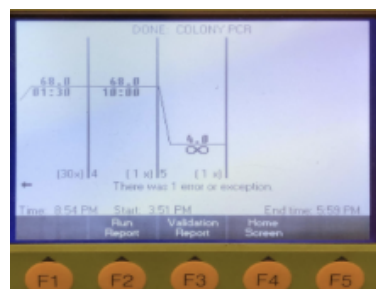 DONE: COLONY PCR
68.0 68.0
01:30 10:00
4.0
∞
(30x) 4 (1 x) 5 (1 x)
There was 1 error or exception.
Time: 8:54 PM Start: 3:51 PM End time: 5:59 PM
Run Report
Validation Report
Home Screen
F1 F2 F3 F4 F5